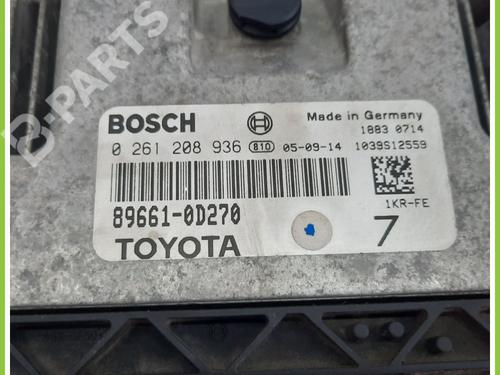 B-PARTS
BOSCH
Made in Germany
1883 0714
0 261 208 936 810 05-09-14 1039S12559
89661-0D270
1KR-FE
TOYOTA
7